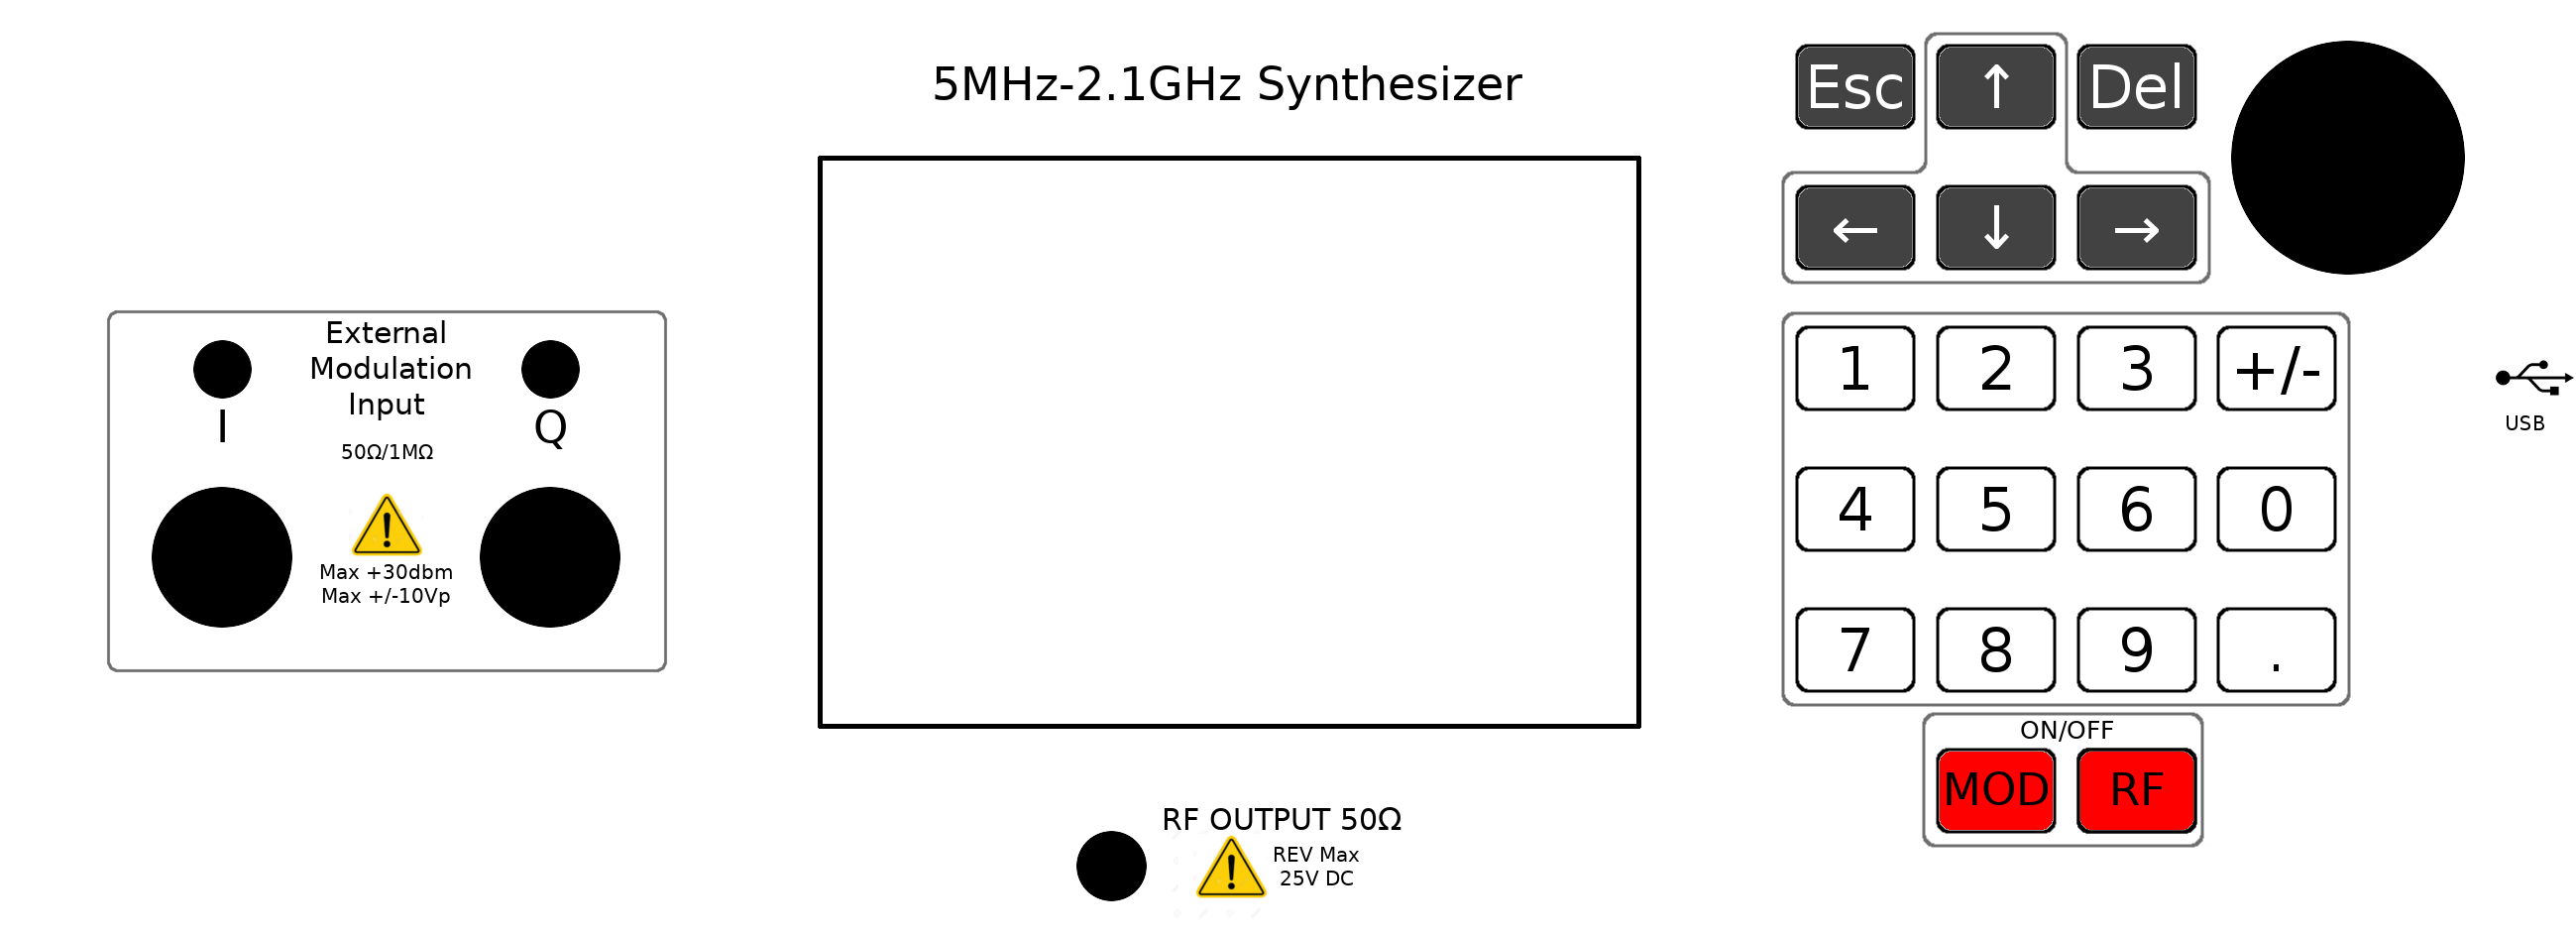 5MHz-2.1GHz Synthesizer
Esc ↑ Del
← ↓ →
External
Modulation
Input
I
Q
50Ω/1MΩ
Max +30dbm
Max +/-10Vp
1 2 3 +/-
4 5 6 0
7 8 9 .
USB
ON/OFF
MOD RF
RF OUTPUT 50Ω
REV Max
25V DC